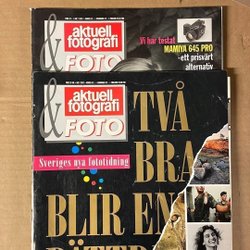 aktuell
fotografi
& FOTO
Vi har testat
MAMIYA 645 PRO
- ett prisvärt
alternativ
aktuell
fotografi
& FOTO
Sveriges nya fototidning
TVÅ
BRA
BLIR EN